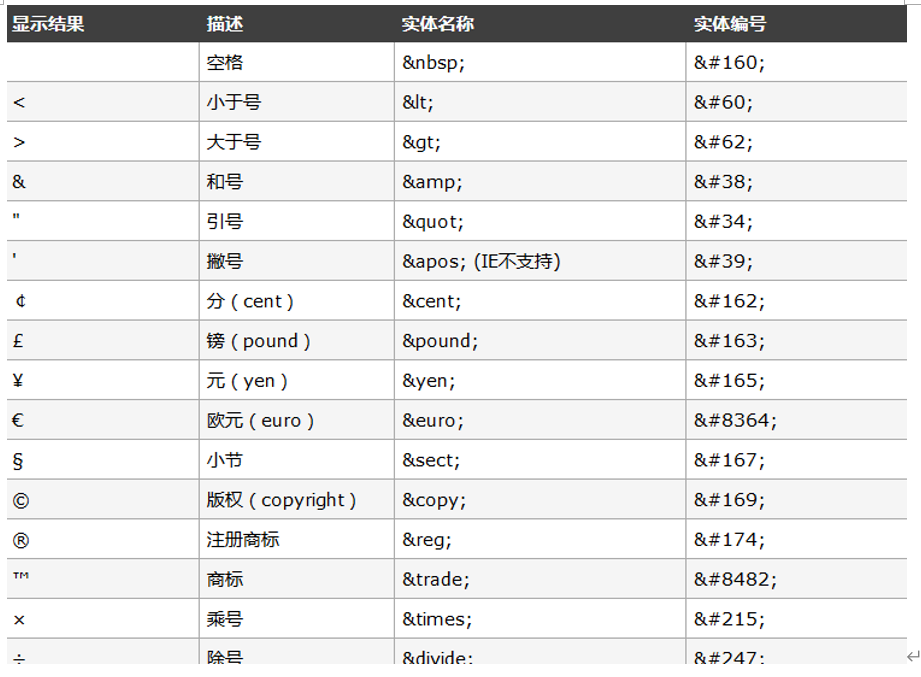 显示结果 描述 实体名称 实体编号
空格 &nbsp; &#160;
< 小于号 &lt; &#60;
> 大于号 &gt; &#62;
& 和号 &amp; &#38;
" 引号 &quot; &#34;
' 撇号 &apos; (IE不支持) &#39;
¢ 分（cent） &cent; &#162;
£ 镑（pound） &pound; &#163;
¥ 元（yen） &yen; &#165;
€ 欧元（euro） &euro; &#8364;
§ 小节 &sect; &#167;
© 版权（copyright） &copy; &#169;
® 注册商标 &reg; &#174;
™ 商标 &trade; &#8482;
× 乘号 &times; &#215;
÷ 除号 &divide; &#247;